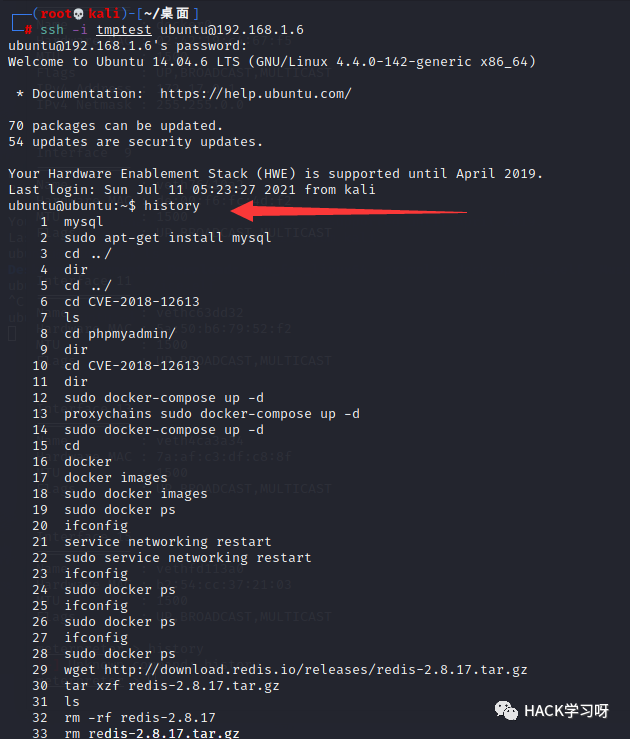 ┌──(root💀kali)-[~/桌面]
└─# ssh -i tmptest ubuntu@192.168.1.6
ubuntu@192.168.1.6's password:
Welcome to Ubuntu 14.04.6 LTS (GNU/Linux 4.4.0-142-generic x86_64)
* Documentation:  https://help.ubuntu.com/
70 packages can be updated.
54 updates are security updates.
Your Hardware Enablement Stack (HWE) is supported until April 2019.
Last login: Sun Jul 11 05:23:27 2021 from kali
ubuntu@ubuntu:~$ history
1  mysql
2  sudo apt-get install mysql
3  cd ../
4  dir
5  cd ../
6  cd CVE-2018-12613
7  ls
8  cd phpmyadmin/
9  dir
10  cd CVE-2018-12613
11  dir
12  sudo docker-compose up -d
13  proxychains sudo docker-compose up -d
14  sudo docker-compose up -d
15  cd
16  docker
17  docker images
18  sudo docker images
19  sudo docker ps
20  ifconfig
21  service networking restart
22  sudo service networking restart
23  ifconfig
24  sudo docker ps
25  ifconfig
26  sudo docker ps
27  ifconfig
28  sudo docker ps
29  wget http://download.redis.io/releases/redis-2.8.17.tar.gz
30  tar xzf redis-2.8.17.tar.gz
31  ls
32  rm -rf redis-2.8.17
33  rm redis-2.8.17.tar.gz
HACK学习呀